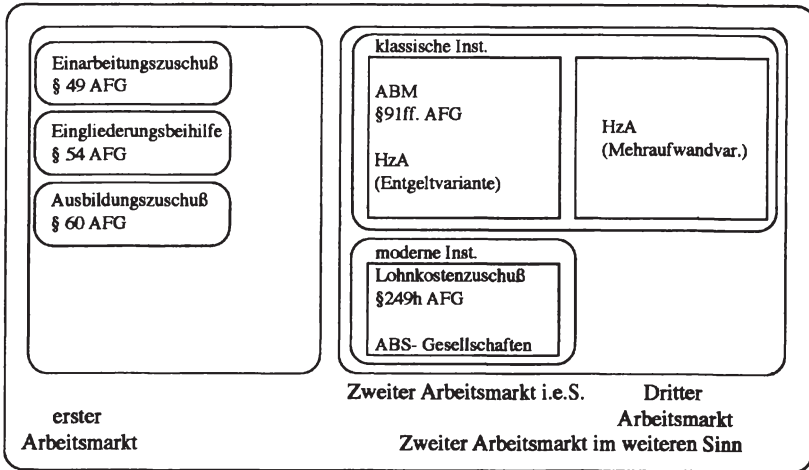 Einarbeitungszuschuß
§ 49 AFG
Eingliederungsbeihilfe
§ 54 AFG
Ausbildungszuschuß
§ 60 AFG
klassische Inst.
ABM
§91ff. AFG
HzA
(Entgeltvariante)
HzA
(Mehraufwandvar.)
moderne Inst.
Lohnkostenzuschuß
§249h AFG
ABS- Gesellschaften
erster
Arbeitsmarkt
Zweiter Arbeitsmarkt i.e.S.
Dritter
Arbeitsmarkt
Zweiter Arbeitsmarkt im weiteren Sinn